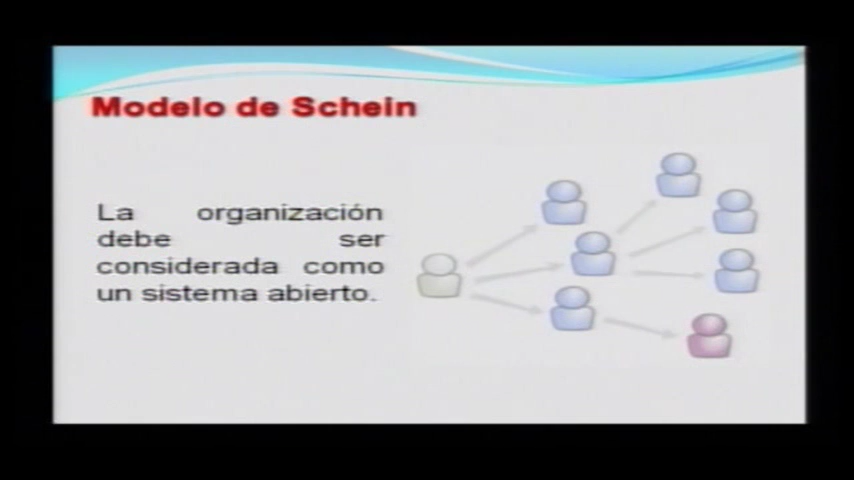 Modelo de Schein
La organización
debe ser
considerada como
un sistema abierto.